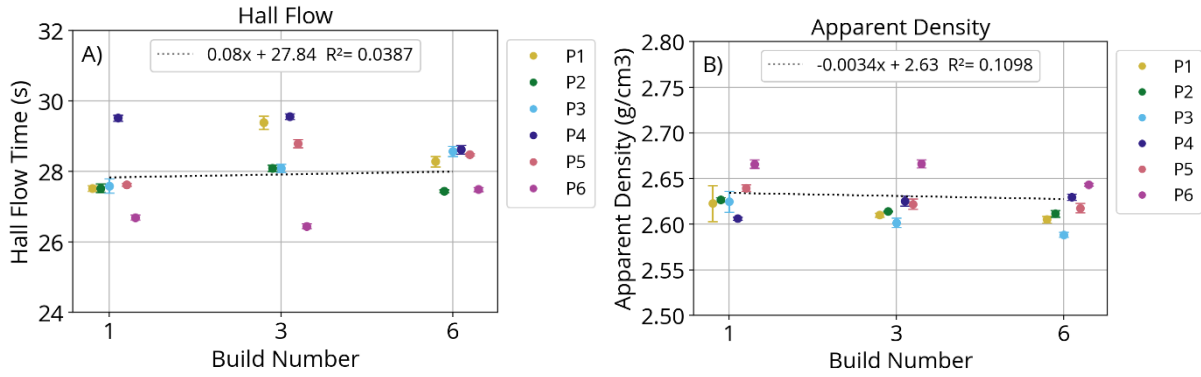 Hall Flow
A)
0.08x + 27.84 R²= 0.0387
Hall Flow Time (s)
32
30
28
26
24
1
3
6
Build Number
P1
P2
P3
P4
P5
P6
Apparent Density
B)
-0.0034x + 2.63 R²= 0.1098
Apparent Density (g/cm3)
2.80
2.75
2.70
2.65
2.60
2.55
2.50
1
3
6
Build Number
P1
P2
P3
P4
P5
P6